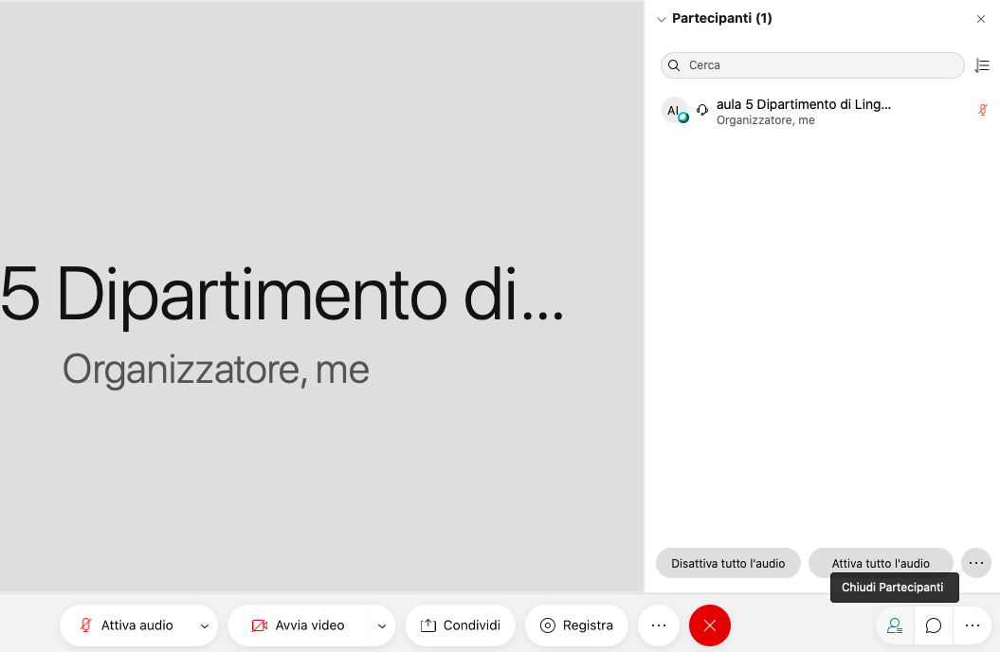 Partecipanti (1)
Cerca
AI
aula 5 Dipartimento di Ling...
Organizzatore, me
5 Dipartimento di...
Organizzatore, me
Disattiva tutto l'audio
Attiva tutto l'audio
Chiudi Partecipanti
Attiva audio
Avvia video
Condividi
Registra